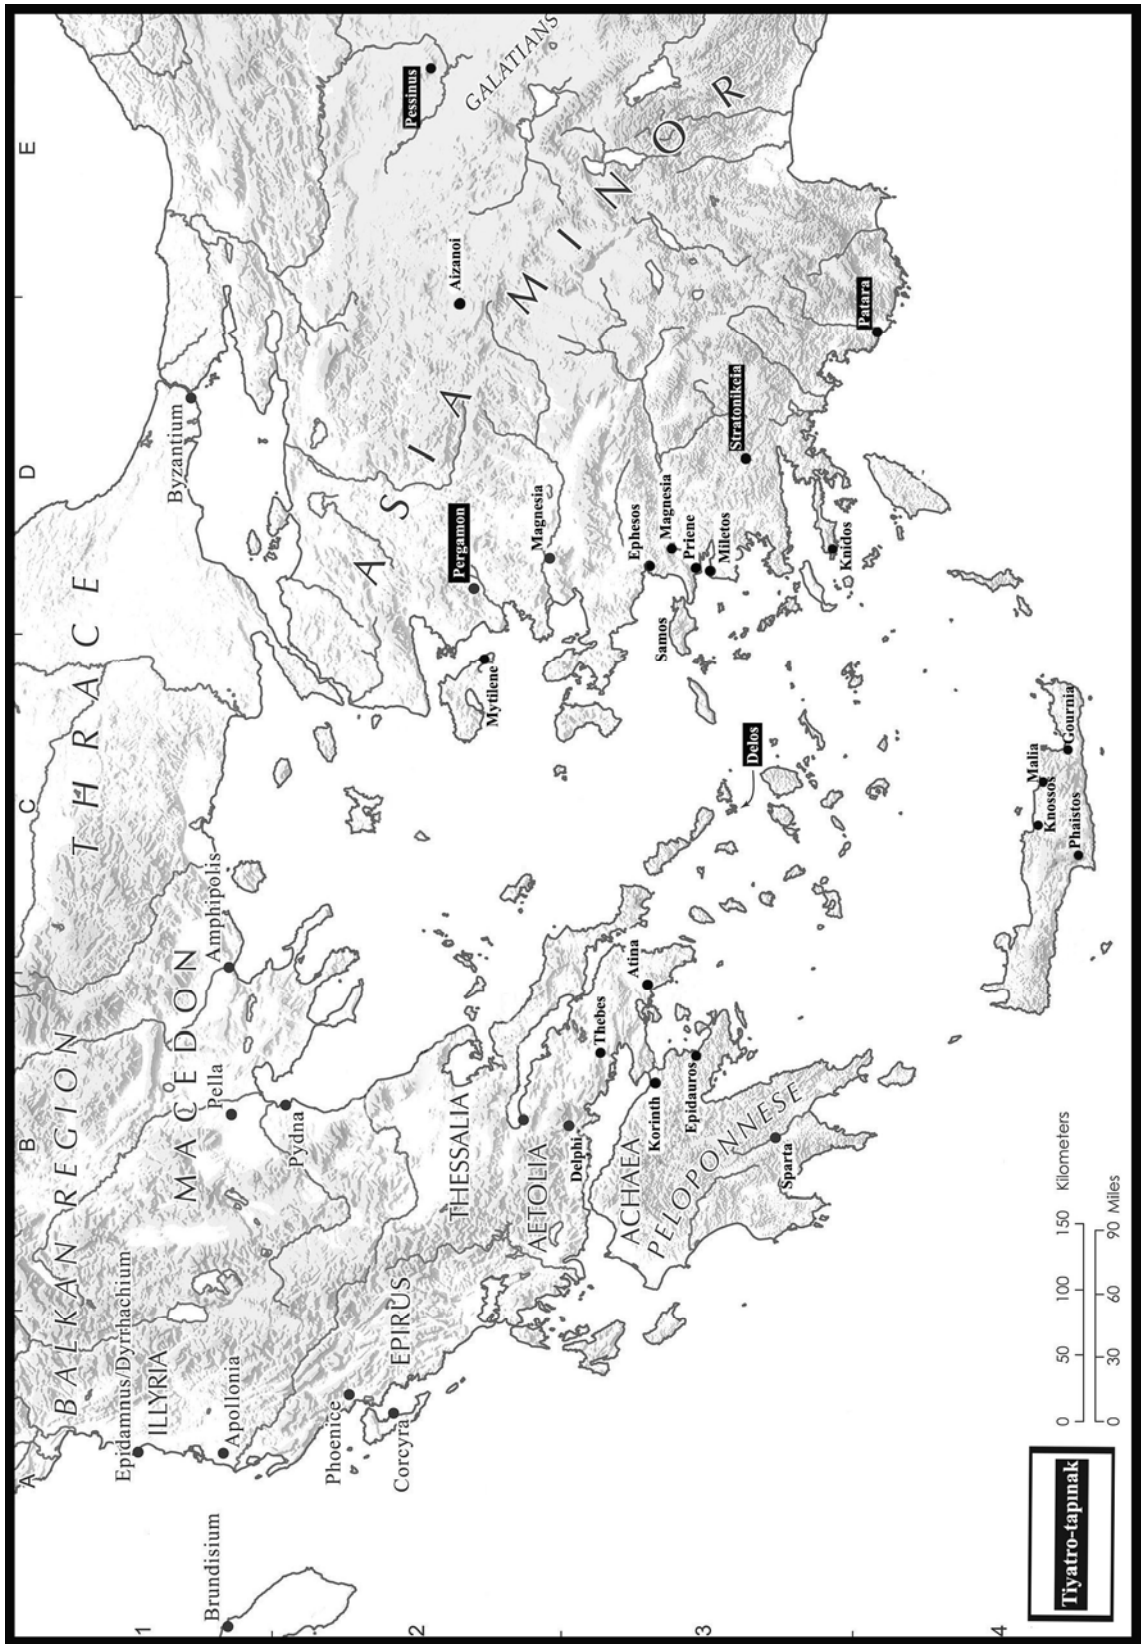 A
B
C
D
E
1
2
3
4
BALKAN REGION
THRACE
MACEDON
ILLYRIA
EPIRUS
THESSALIA
AETOLIA
ACHAEA
PELOPONNESE
ASIA MINOR
GALATIANS
Brundisium
Epidamnus/Dyrrhachium
Apollonia
Phoenice
Corcyra
Pella
Pydna
Amphipolis
Byzantium
Delphi
Thebes
Atina
Korinth
Epidauros
Sparta
Delos
Mytilene
Pergamon
Magnesia
Aizanoi
Pessinus
Ephesos
Magnesia
Priene
Miletos
Samos
Stratonikeia
Knidos
Patara
Malia
Knossos
Gournia
Phaistos
0 50 100 150 Kilometers
0 30 60 90 Miles
Tiyatro-tapınak